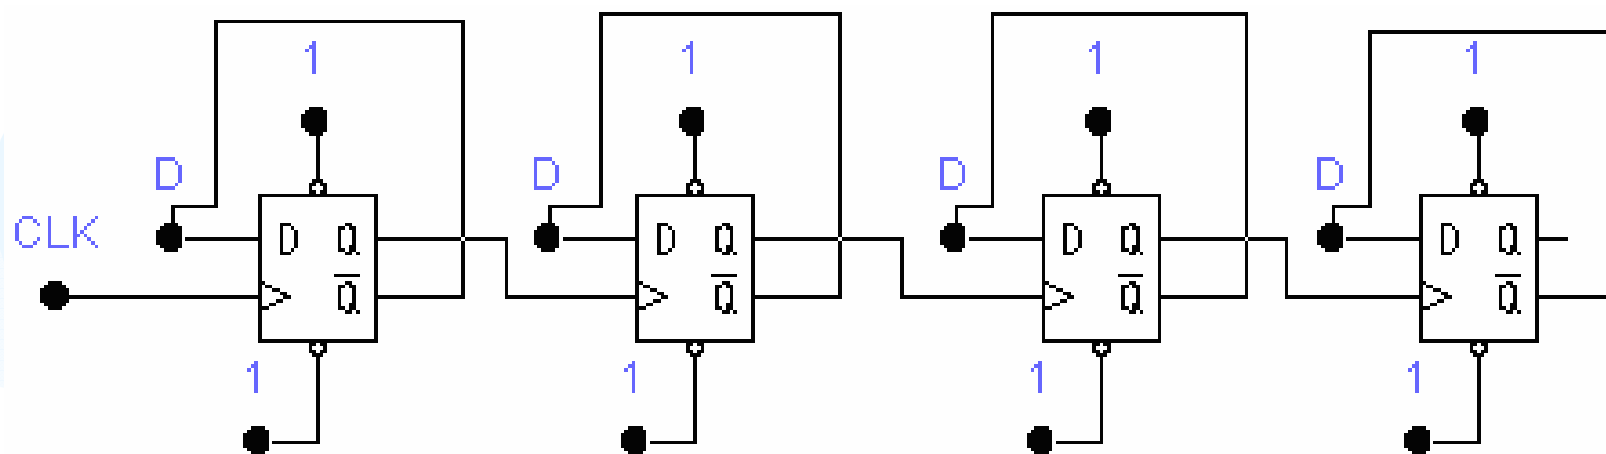 1 1 1 1
D D D D
CLK
D Q D Q D Q D Q
Q̅ Q̅ Q̅ Q̅
1 1 1 1